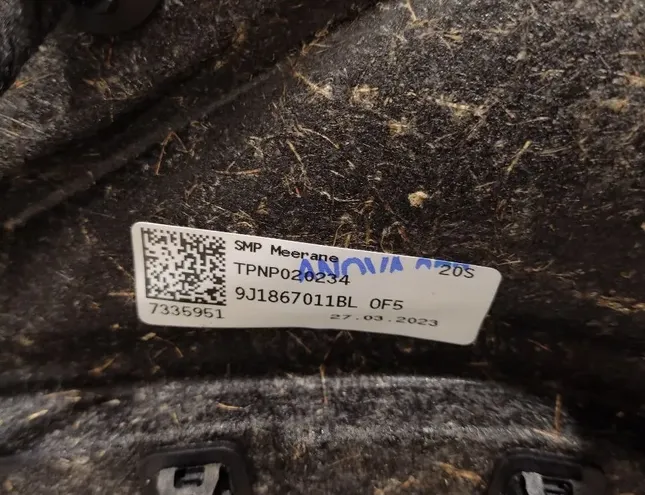 SMP Meerane
TPNP020234 20S
9J1867011BL OF5
7335951 27.03.2023